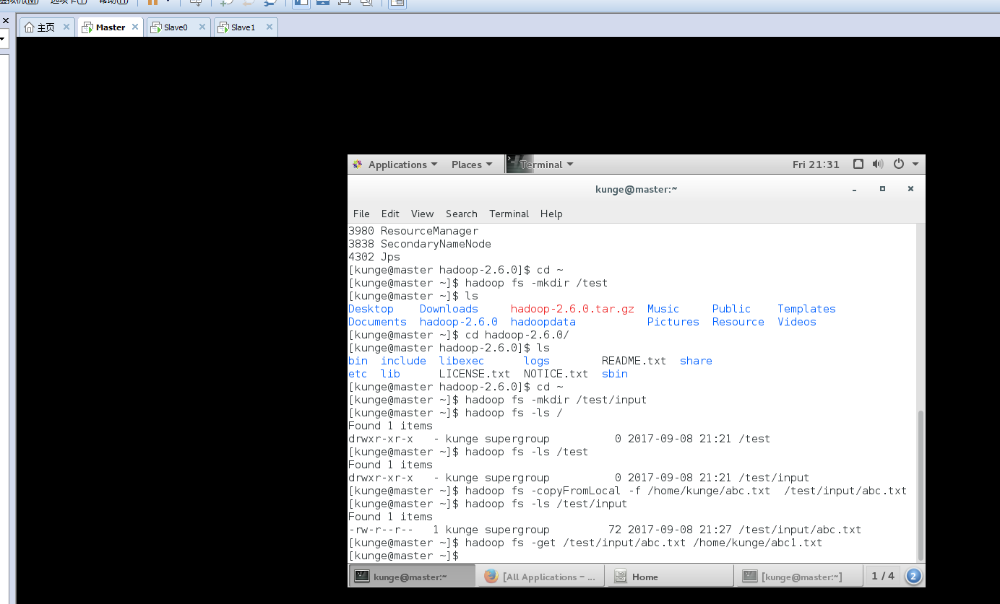 虚拟机(M) 选项卡(T) 帮助(H)
主页 Master Slave0 Slave1
Applications Places Terminal Fri 21:31
kunge@master:~
File Edit View Search Terminal Help
3980 ResourceManager
3838 SecondaryNameNode
4302 Jps
[kunge@master hadoop-2.6.0]$ cd ~
[kunge@master ~]$ hadoop fs -mkdir /test
[kunge@master ~]$ ls
Desktop Downloads hadoop-2.6.0.tar.gz Music Public Templates
Documents hadoop-2.6.0 hadoopdata Pictures Resource Videos
[kunge@master ~]$ cd hadoop-2.6.0/
[kunge@master hadoop-2.6.0]$ ls
bin include libexec logs README.txt share
etc lib LICENSE.txt NOTICE.txt sbin
[kunge@master hadoop-2.6.0]$ cd ~
[kunge@master ~]$ hadoop fs -mkdir /test/input
[kunge@master ~]$ hadoop fs -ls /
Found 1 items
drwxr-xr-x - kunge supergroup 0 2017-09-08 21:21 /test
[kunge@master ~]$ hadoop fs -ls /test
Found 1 items
drwxr-xr-x - kunge supergroup 0 2017-09-08 21:21 /test/input
[kunge@master ~]$ hadoop fs -copyFromLocal -f /home/kunge/abc.txt /test/input/abc.txt
[kunge@master ~]$ hadoop fs -ls /test/input
Found 1 items
-rw-r--r-- 1 kunge supergroup 72 2017-09-08 21:27 /test/input/abc.txt
[kunge@master ~]$ hadoop fs -get /test/input/abc.txt /home/kunge/abc1.txt
[kunge@master ~]$
kunge@master:~ [All Applications – ... Home [kunge@master:~] 1 / 4 2